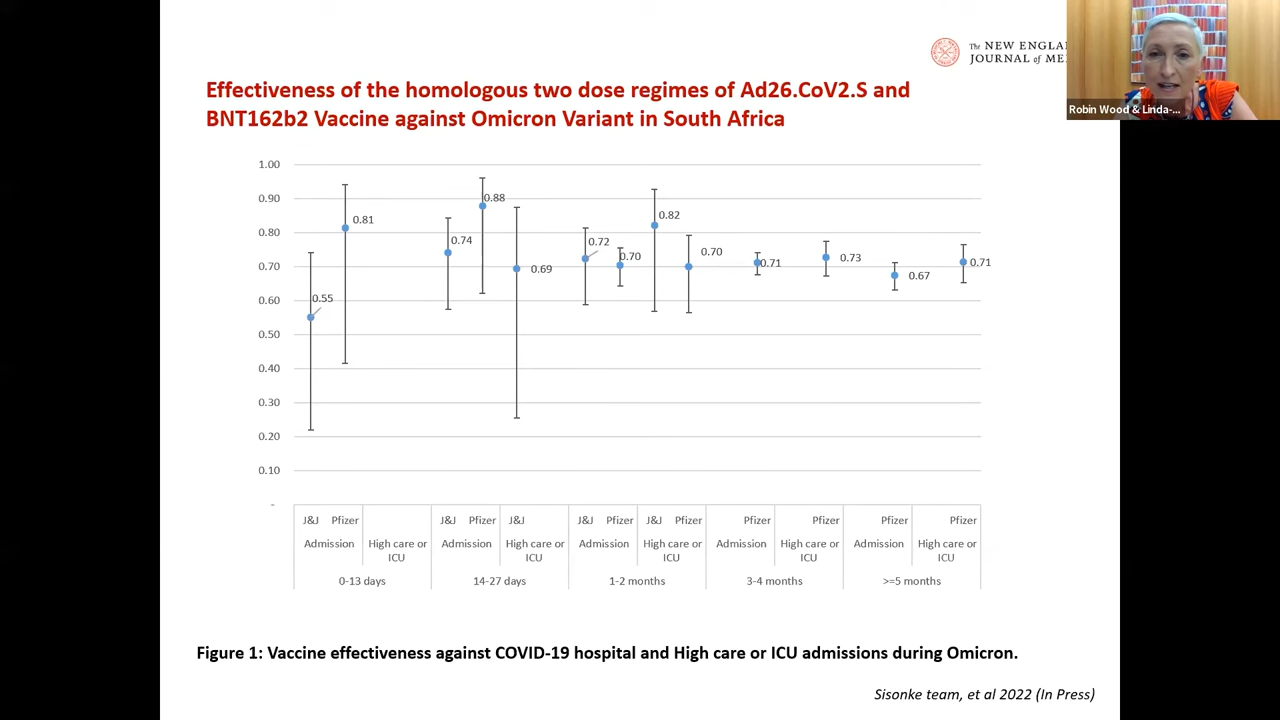 The NEW ENGLA
JOURNAL of ME
Robin Wood & Linda-...
Effectiveness of the homologous two dose regimes of Ad26.CoV2.S and
BNT162b2 Vaccine against Omicron Variant in South Africa
1.00
0.90
0.80
0.70
0.60
0.50
0.40
0.30
0.20
0.10
-
0.55
0.81
0.74
0.88
0.69
0.72
0.70
0.82
0.70
0.71
0.73
0.67
0.71
J&J Pfizer J&J Pfizer J&J J&J Pfizer J&J Pfizer Pfizer Pfizer Pfizer Pfizer
Admission High care or Admission High care or Admission High care or Admission High care or Admission High care or
ICU ICU ICU ICU ICU
0-13 days 14-27 days 1-2 months 3-4 months >=5 months
Figure 1: Vaccine effectiveness against COVID-19 hospital and High care or ICU admissions during Omicron.
Sisonke team, et al 2022 (In Press)